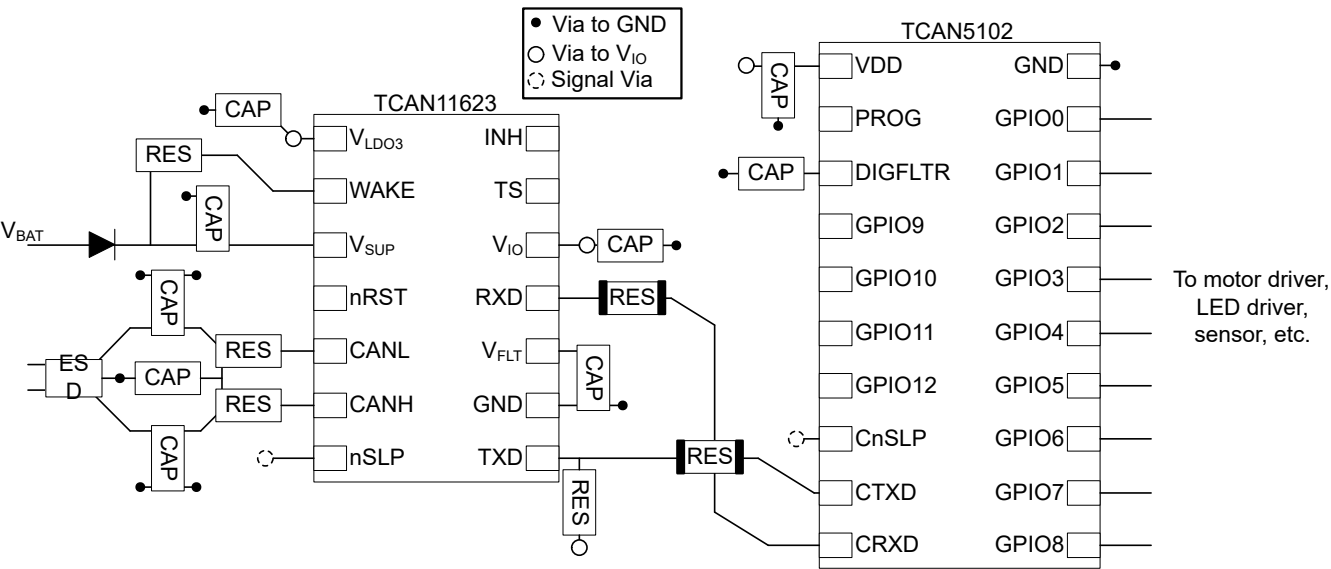 Via to GND
Via to VIO
Signal Via
TCAN11623
CAP
VLDO3
INH
RES
WAKE
TS
CAP
VBAT
VSUP
VIO
CAP
nRST
RXD
RES
CAP
CANL
RES
VFLT
CAP
ES
D
CAP
CANH
RES
GND
CAP
nSLP
TXD
RES
RES
TCAN5102
CAP
VDD
GND
PROG
GPIO0
CAP
DIGFLTR
GPIO1
GPIO9
GPIO2
GPIO10
GPIO3
GPIO11
GPIO4
GPIO12
GPIO5
CnSLP
GPIO6
CTXD
GPIO7
CRXD
GPIO8
To motor driver,
LED driver,
sensor, etc.